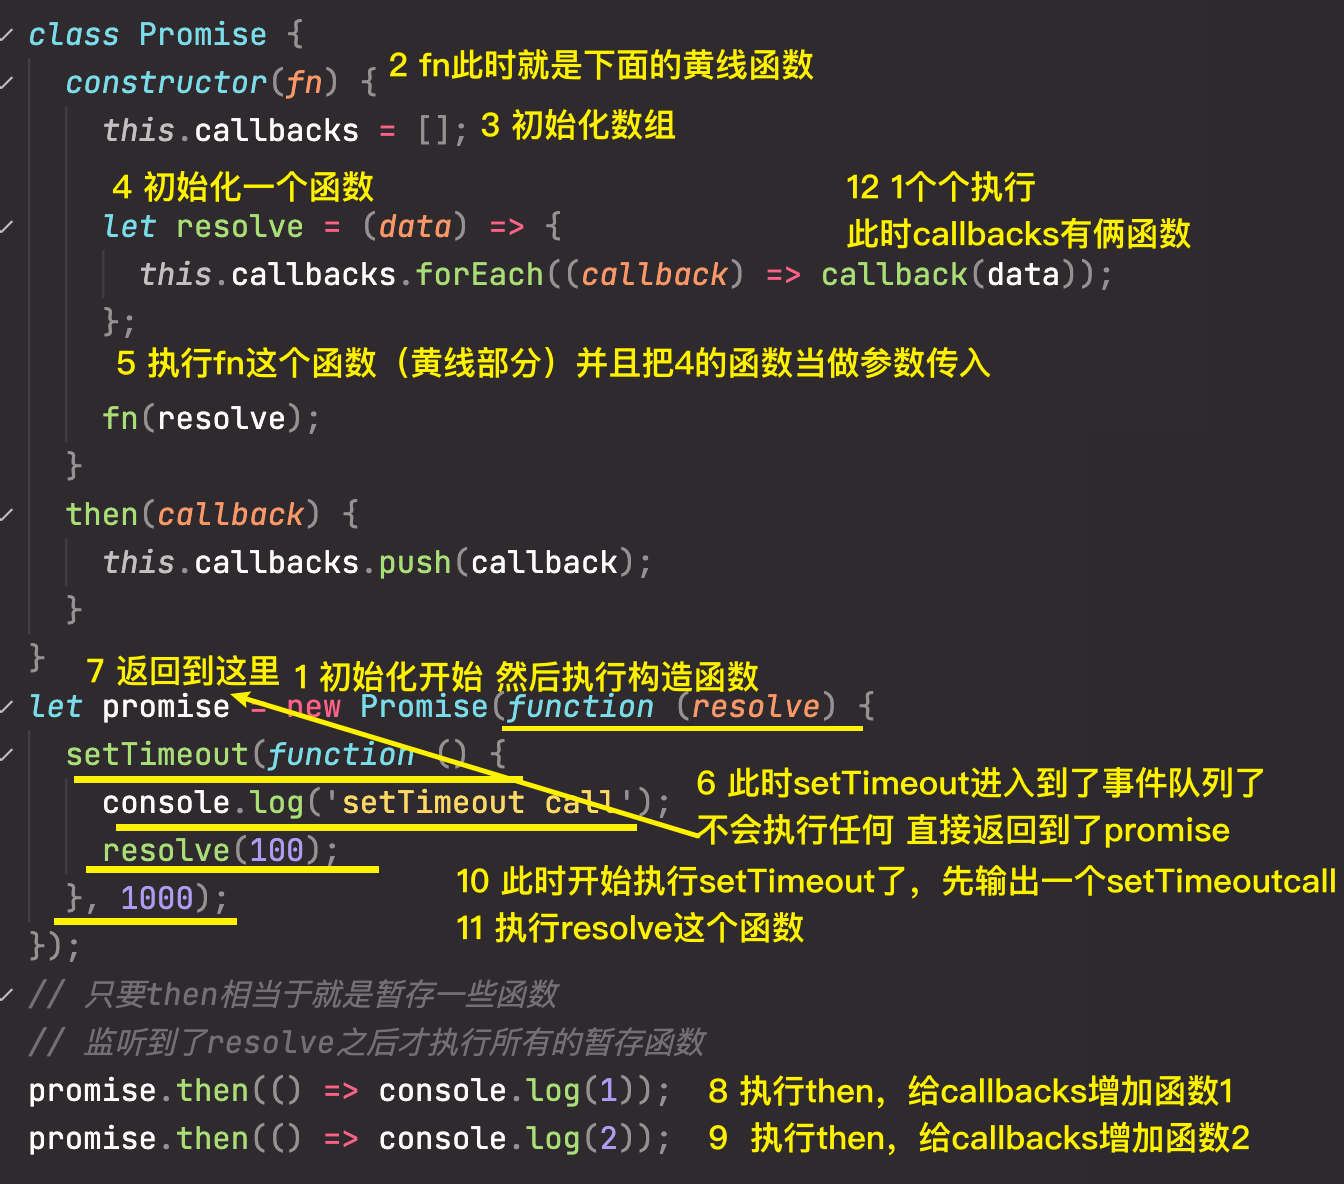 class Promise {
constructor(fn) { 2 fn此时就是下面的黄线函数
this.callbacks = []; 3 初始化数组
4 初始化一个函数
12 1个个执行
let resolve = (data) => {
此时callbacks有俩函数
this.callbacks.forEach((callback) => callback(data));
};
5 执行fn这个函数（黄线部分）并且把4的函数当做参数传入
fn(resolve);
}
then(callback) {
this.callbacks.push(callback);
}
}
7 返回到这里 1 初始化开始 然后执行构造函数
let promise = new Promise(function (resolve) {
setTimeout(function () {
6 此时setTimeout进入到了事件队列了
console.log('setTimeout call');
不会执行任何 直接返回到了promise
resolve(100);
10 此时开始执行setTimeout了，先输出一个setTimeoutcall
}, 1000);
11 执行resolve这个函数
});
// 只要then相当于就是暂存一些函数
// 监听到了resolve之后才执行所有的暂存函数
promise.then(() => console.log(1)); 8 执行then，给callbacks增加函数1
promise.then(() => console.log(2)); 9 执行then，给callbacks增加函数2